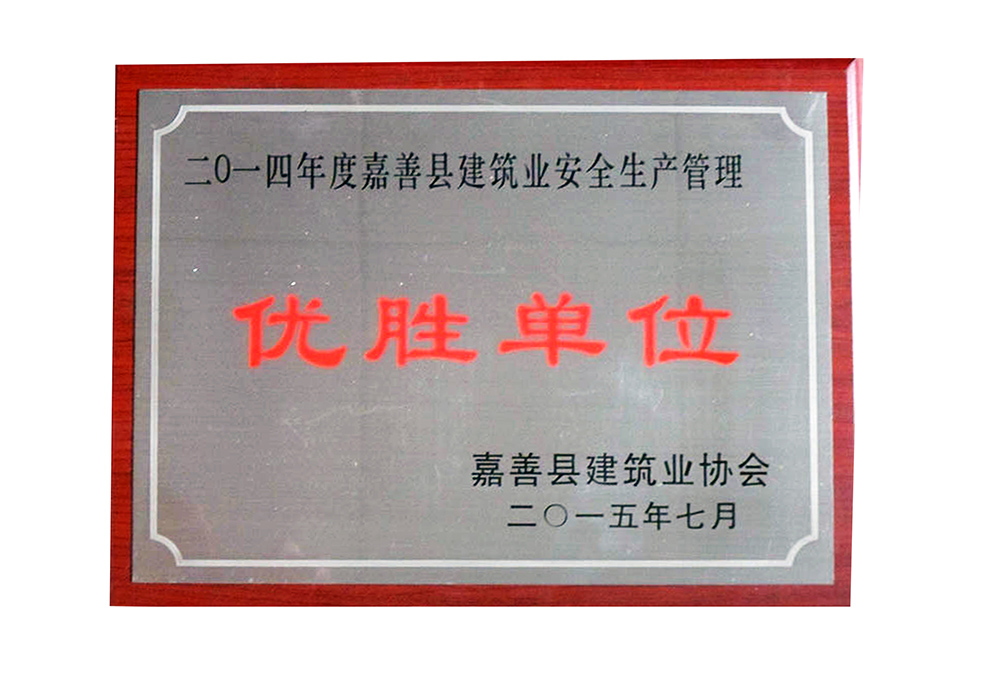 二〇一四年度嘉善县建筑业安全生产管理
优胜单位
嘉善县建筑业协会
二〇一五年七月